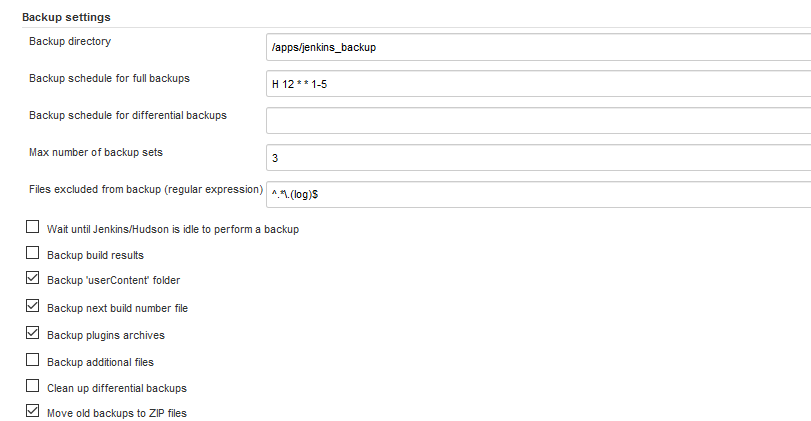 Backup settings
Backup directory
/apps/jenkins_backup
Backup schedule for full backups
H 12 * * 1-5
Backup schedule for differential backups
Max number of backup sets
3
Files excluded from backup (regular expression)
^.*\.(log)$
Wait until Jenkins/Hudson is idle to perform a backup
Backup build results
Backup 'userContent' folder
Backup next build number file
Backup plugins archives
Backup additional files
Clean up differential backups
Move old backups to ZIP files